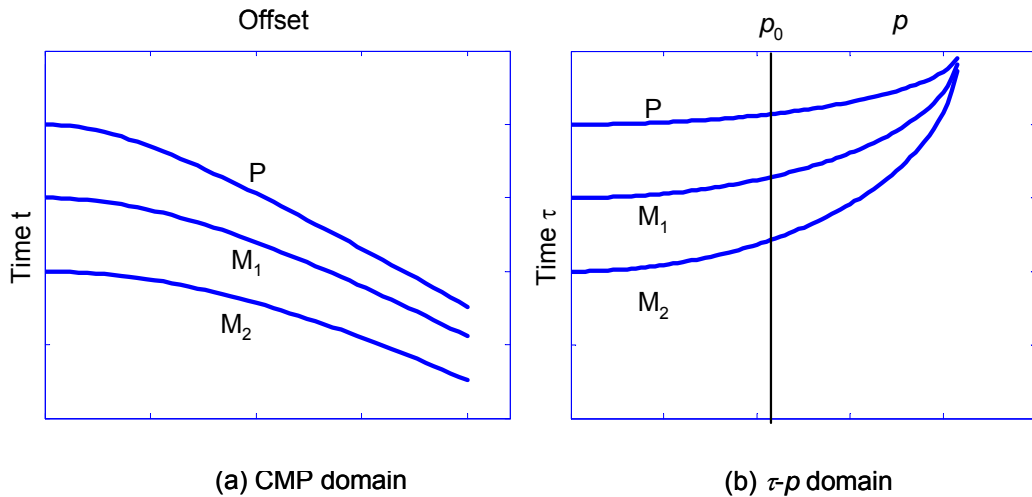 Offset
Time t
P
M₁
M₂
(a) CMP domain
p₀
p
Time τ
P
M₁
M₂
(b) τ-p domain